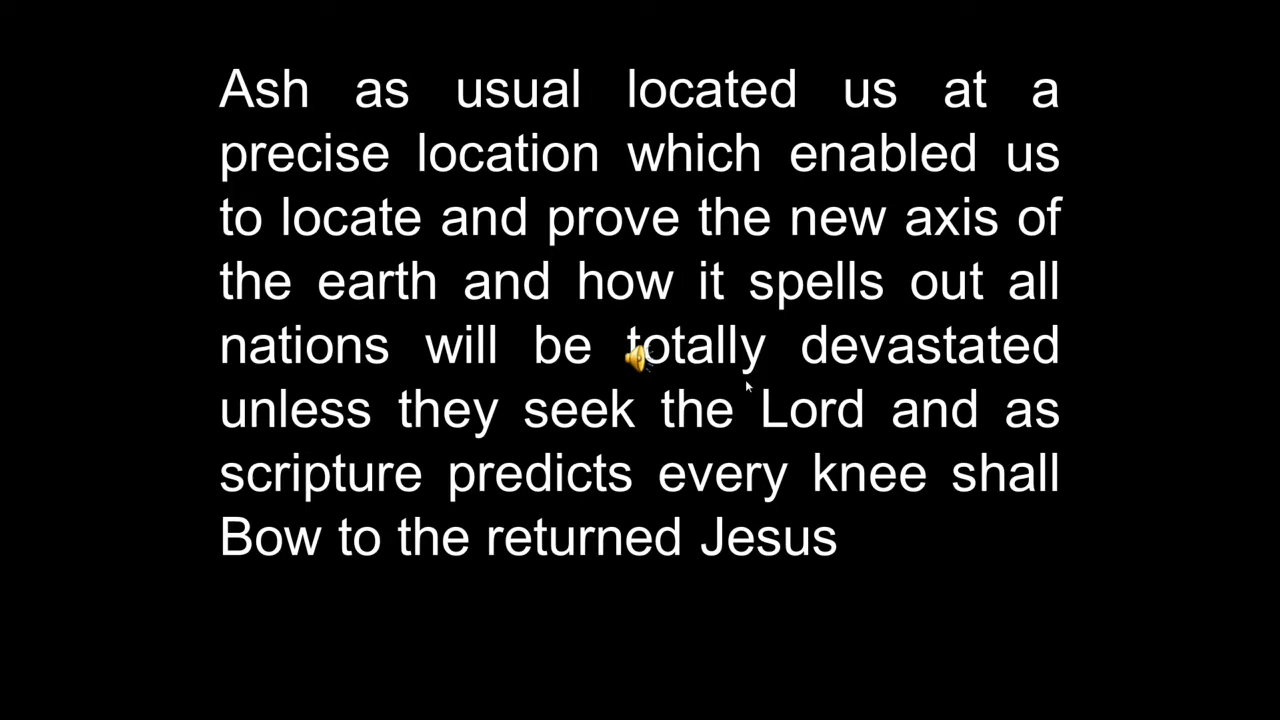 Ash as usual located us at a
precise location which enabled us
to locate and prove the new axis of
the earth and how it spells out all
nations will be totally devastated
unless they seek the Lord and as
scripture predicts every knee shall
Bow to the returned Jesus